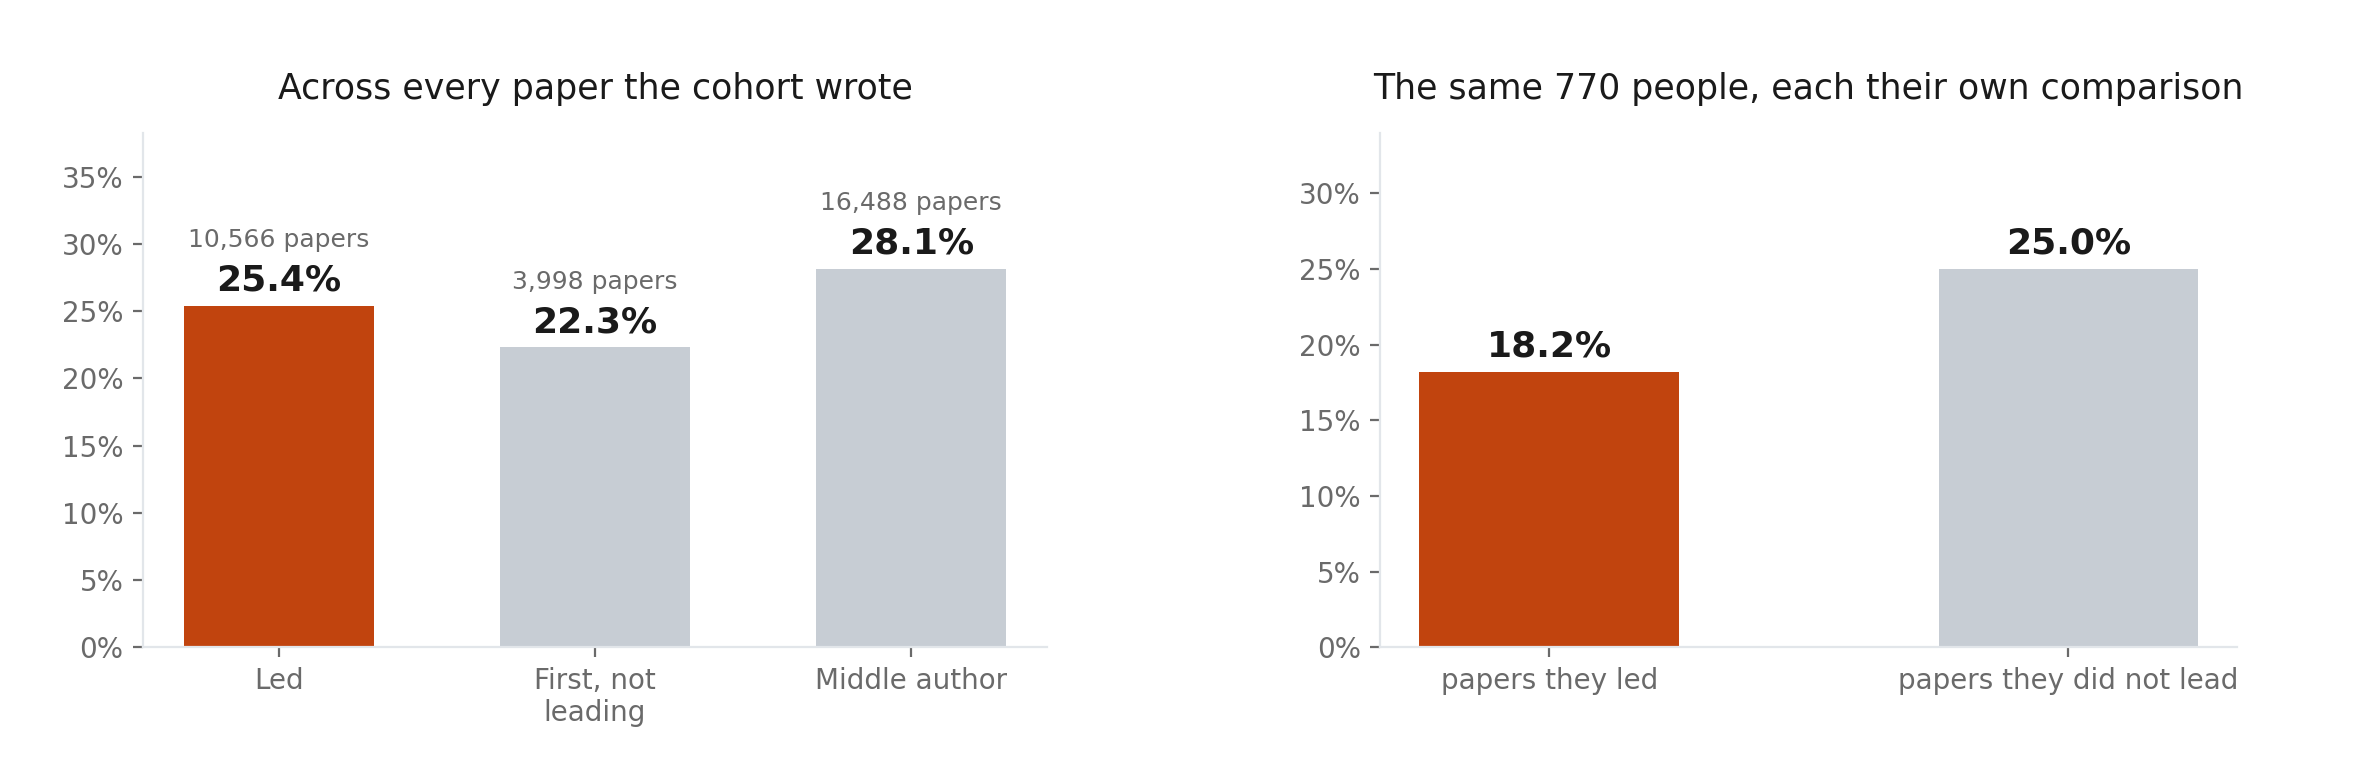 Across every paper the cohort wrote
35%
30%
25%
20%
15%
10%
5%
0%
10,566 papers
25.4%
3,998 papers
22.3%
16,488 papers
28.1%
Led
First, not
leading
Middle author
The same 770 people, each their own comparison
30%
25%
20%
15%
10%
5%
0%
18.2%
25.0%
papers they led
papers they did not lead